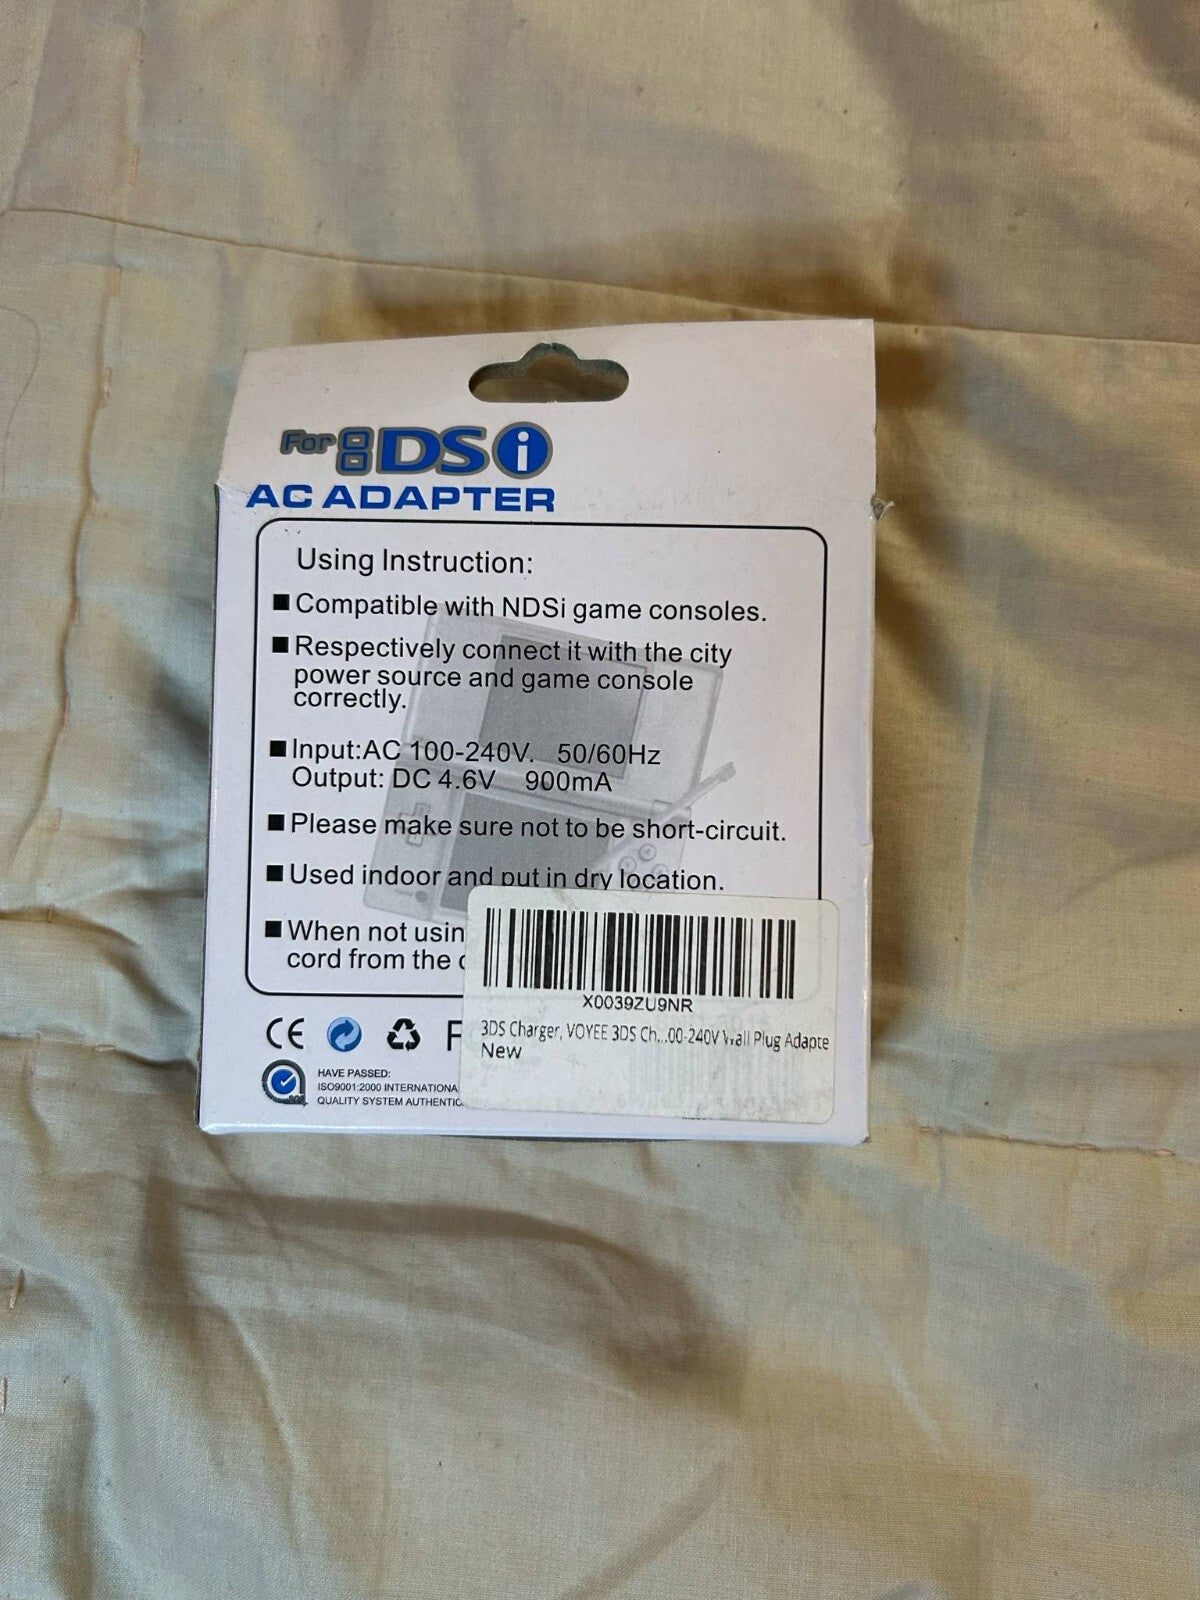 For DSi
AC ADAPTER
Using Instruction:
■ Compatible with NDSi game consoles.
■ Respectively connect it with the city
power source and game console
correctly.
■ Input:AC 100-240V. 50/60Hz
Output: DC 4.6V 900mA
■ Please make sure not to be short-circuit.
■ Used indoor and put in dry location.
■ When not usin
cord from the
X0039ZU9NR
3DS Charger, VOYEE 3DS Ch...00-240V Wall Plug Adapte
New
CE F
HAVE PASSED:
ISO9001:2000 INTERNATIONA
QUALITY SYSTEM AUTHENTIC